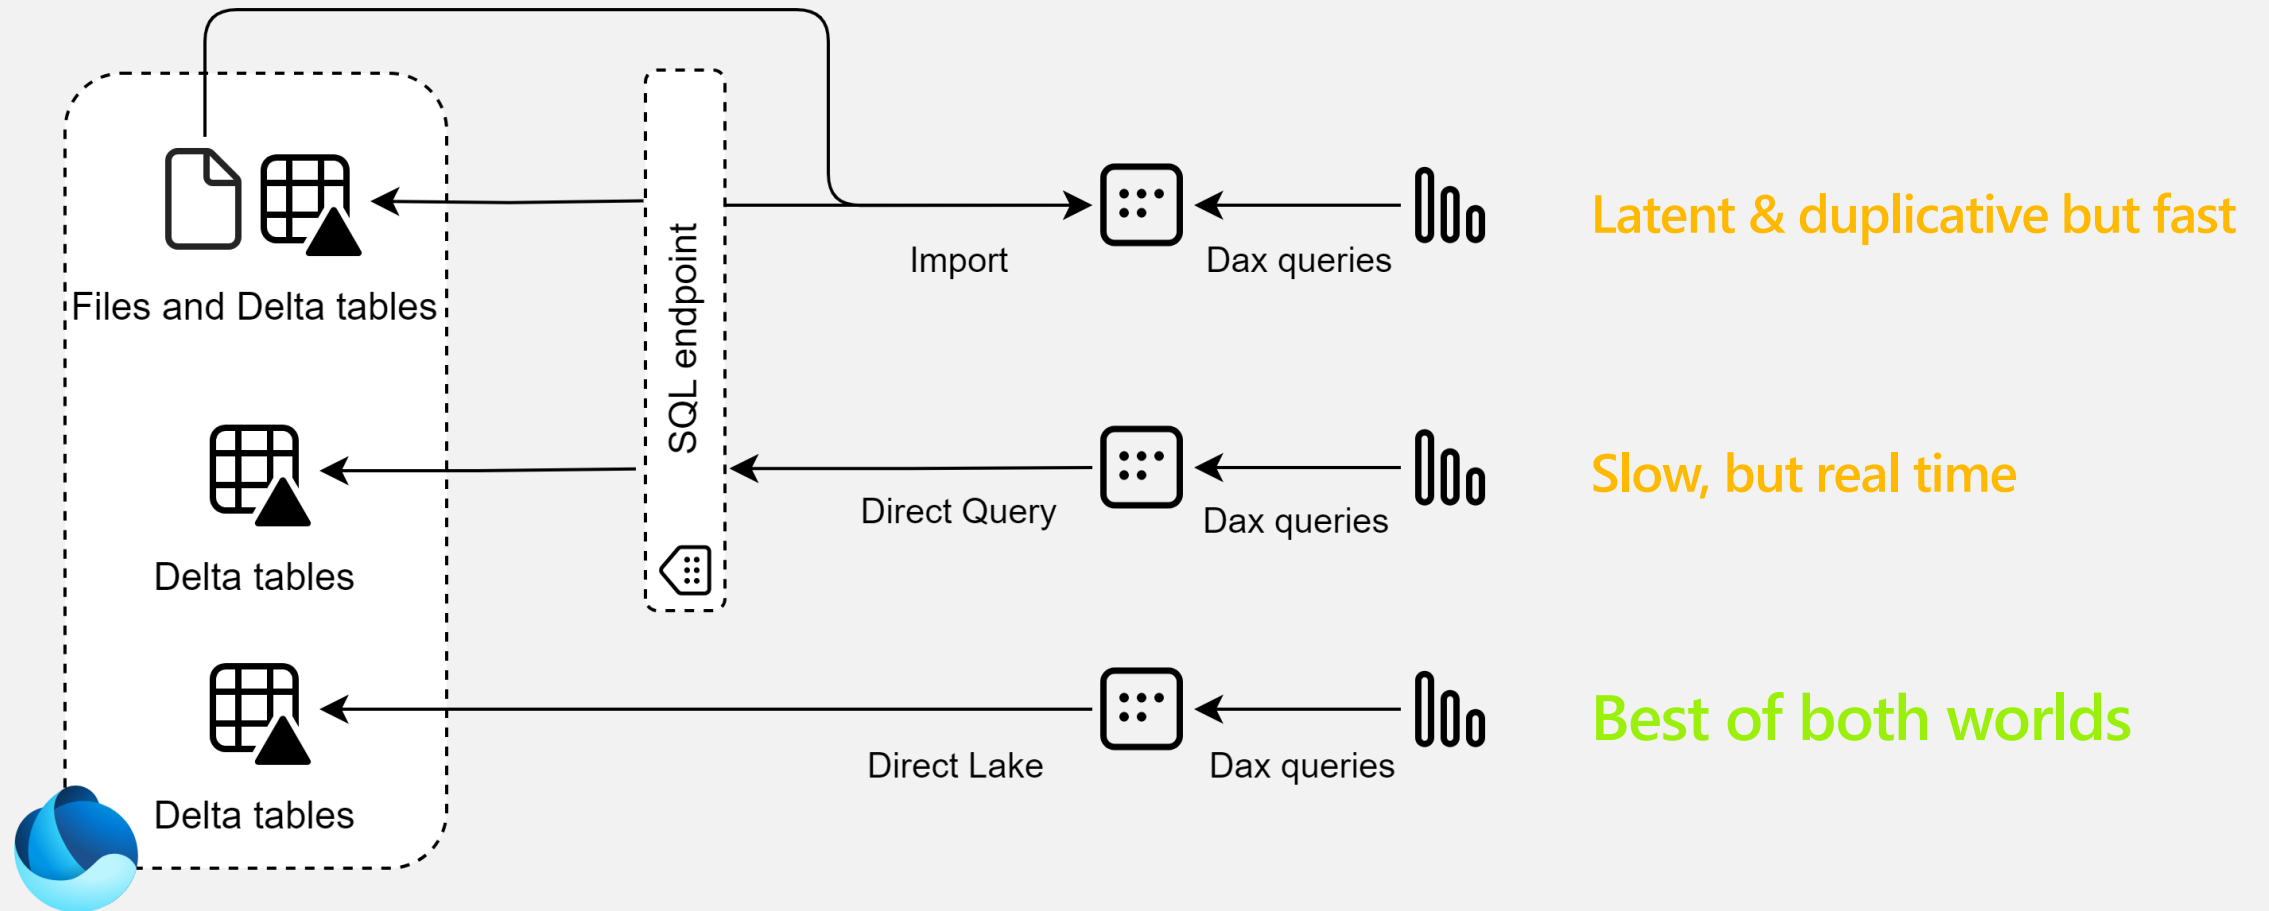 Files and Delta tables
SQL endpoint
Import
Dax queries
Latent & duplicative but fast
Delta tables
Direct Query
Dax queries
Slow, but real time
Delta tables
Direct Lake
Dax queries
Best of both worlds